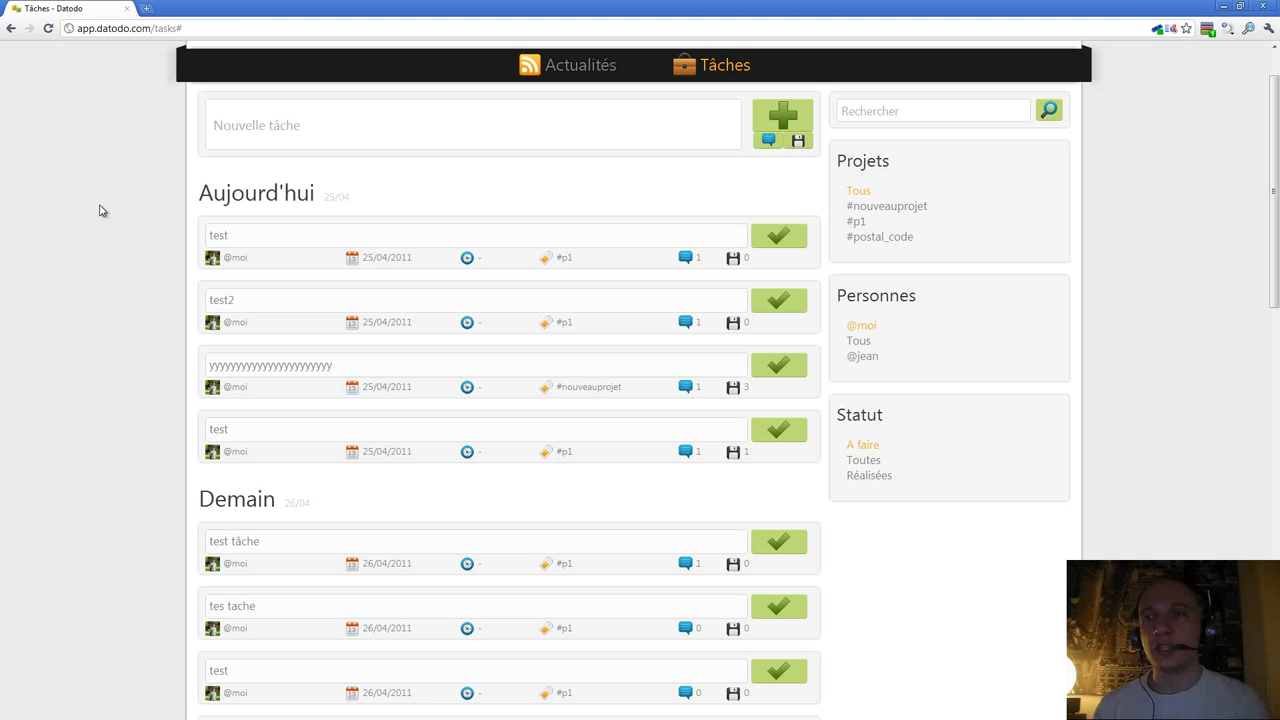 Tâches - Datodo
app.datodo.com/tasks#
Actualités
Tâches
Nouvelle tâche
Rechercher
Aujourd'hui 25/04
test
@moi 25/04/2011 - #p1 1 0
test2
@moi 25/04/2011 - #p1 1 0
yyyyyyyyyyyyyyyyyyyyyy
@moi 25/04/2011 - #nouveauprojet 1 3
test
@moi 25/04/2011 - #p1 1 1
Demain 26/04
test tâche
@moi 26/04/2011 - #p1 1 0
tes tache
@moi 26/04/2011 - #p1 0 0
test
@moi 26/04/2011 - #p1 0 0
Projets
Tous
#nouveauprojet
#p1
#postal_code
Personnes
@moi
Tous
@jean
Statut
A faire
Toutes
Réalisées